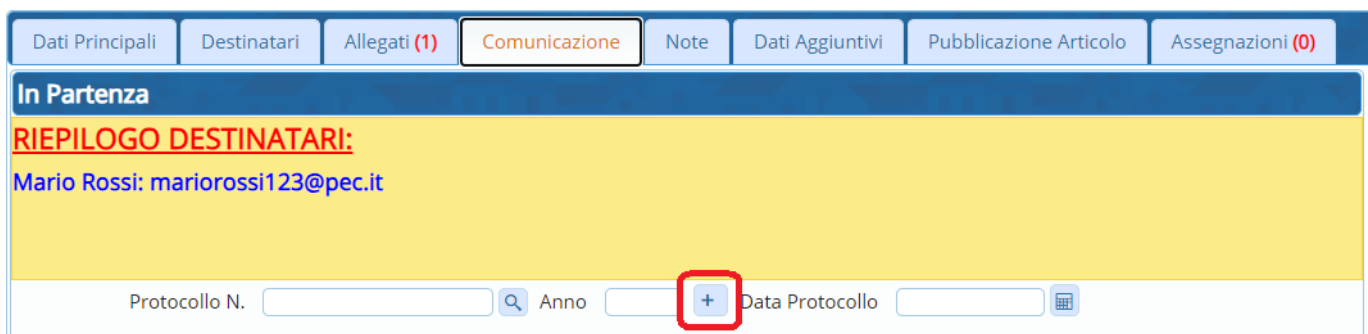 Dati Principali Destinatari Allegati (1) Comunicazione Note Dati Aggiuntivi Pubblicazione Articolo Assegnazioni (0)
In Partenza
RIEPILOGO DESTINATARI:
Mario Rossi: mariorossi123@pec.it
Protocollo N. Anno + Data Protocollo